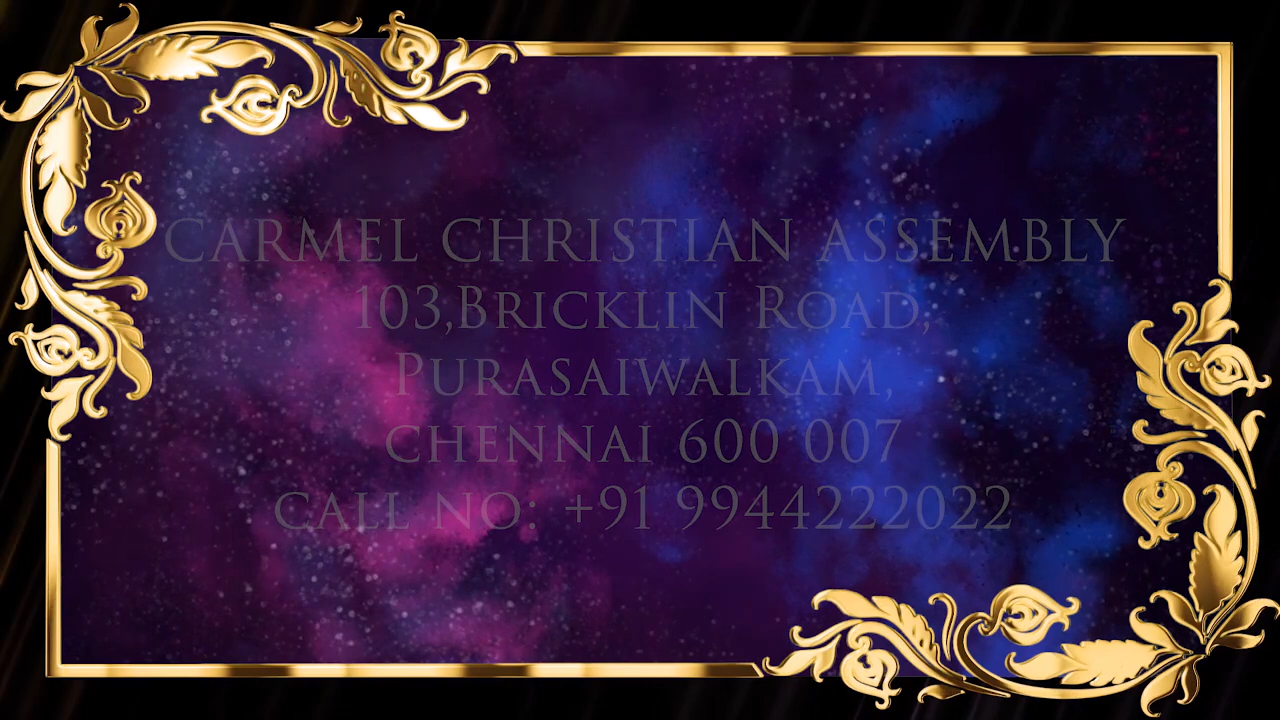 CARMEL CHRISTIAN ASSEMBLY
103,BRICKLIN ROAD,
PURASAIWALKAM,
CHENNAI 600 007
CALL NO: +91 9944222022